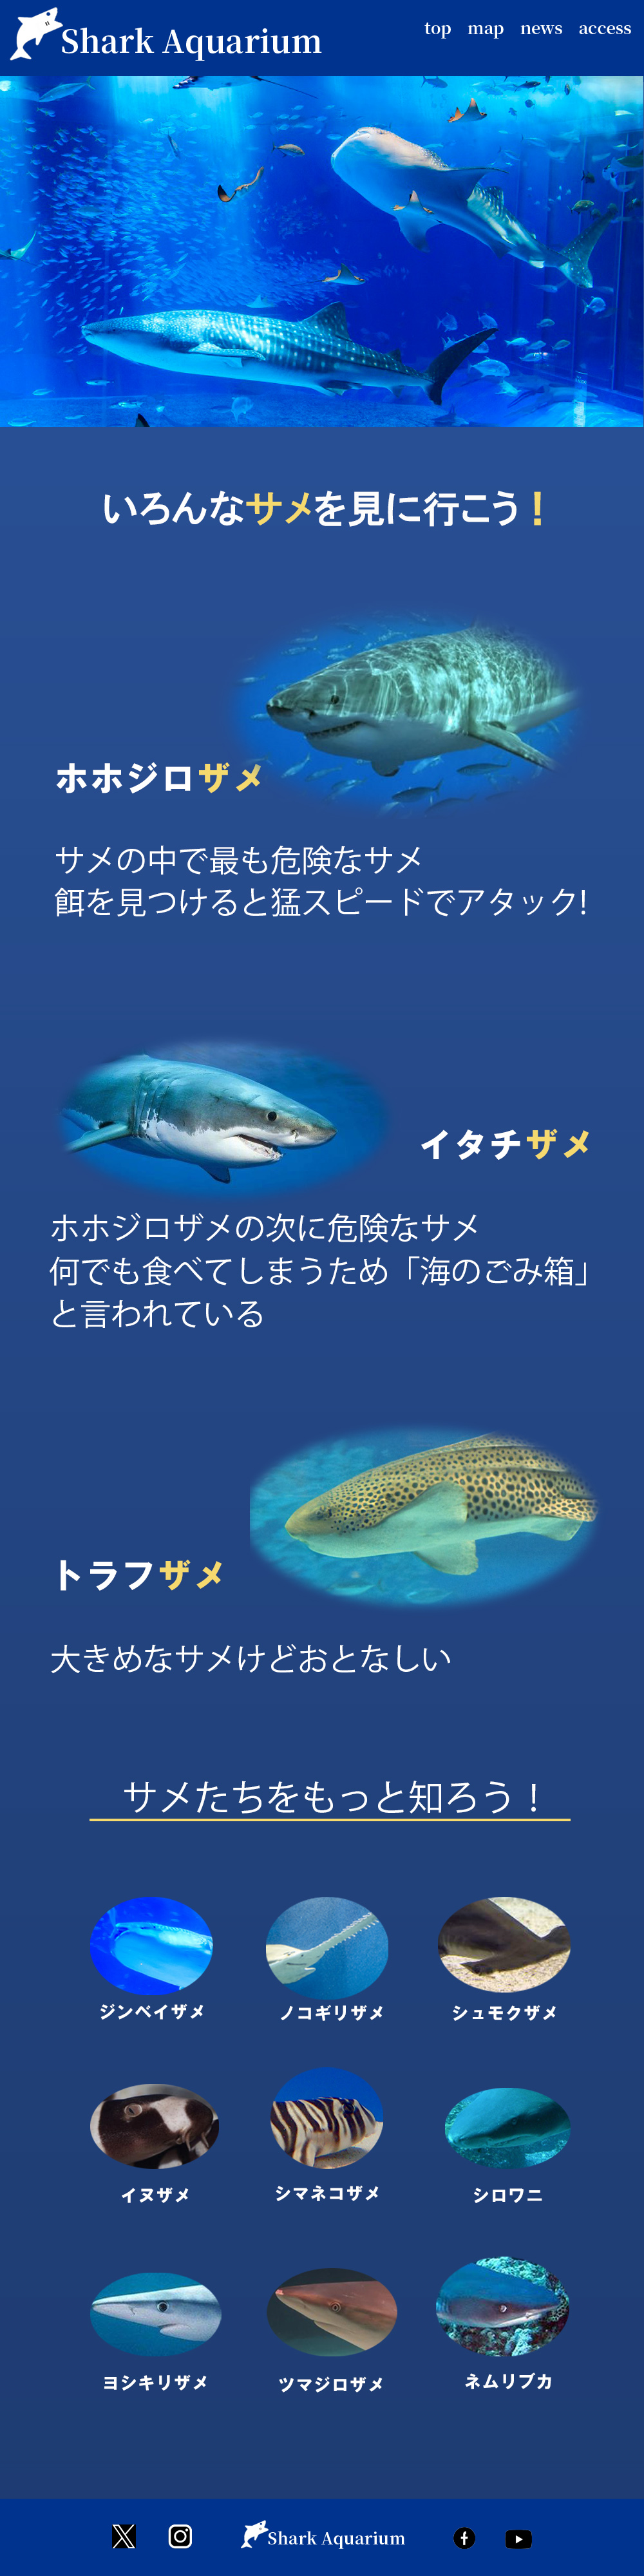 Shark Aquarium
top map news access
いろんなサメを見に行こう！
ホホジロザメ
サメの中で最も危険なサメ
餌を見つけると猛スピードでアタック!
イタチザメ
ホホジロザメの次に危険なサメ
何でも食べてしまうため「海のごみ箱」
と言われている
トラフザメ
大きめなサメけどおとなしい
サメたちをもっと知ろう！
ジンベイザメ ノコギリザメ シュモクザメ
イヌザメ シマネコザメ シロワニ
ヨシキリザメ ツマジロザメ ネムリブカ
Shark Aquarium